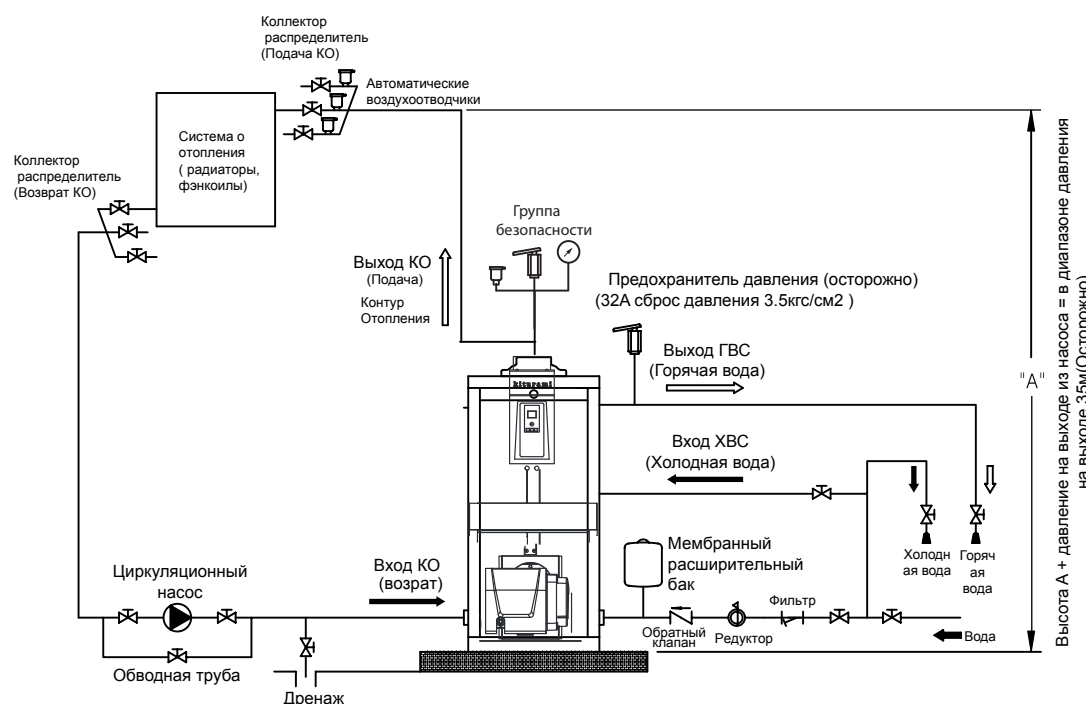 Коллектор
распределитель
(Подача КО)
Автоматические
воздухоотводчики
Система о
отопления
( радиаторы,
фэнкоилы)
Коллектор
распределитель
(Возврат КО)
Группа
безопасности
Выход КО
(Подача)
Контур
Отопления
Предохранитель давления (осторожно)
(32А сброс давления 3.5кгс/см2 )
Выход ГВС
(Горячая вода)
kiturami
Вход ХВС
(Холодная вода)
"А"
Высота А + давление на выходе из насоса = в диапазоне давления
на выходе 35м(Осторожно)
Мембранный
расширительный
бак
Холодн
ая вода
Горяч
ая
вода
Вход КО
(возрат)
Циркуляционный
насос
Фильтр
Обратный
клапан
Редуктор
Вода
Обводная труба
Дренаж